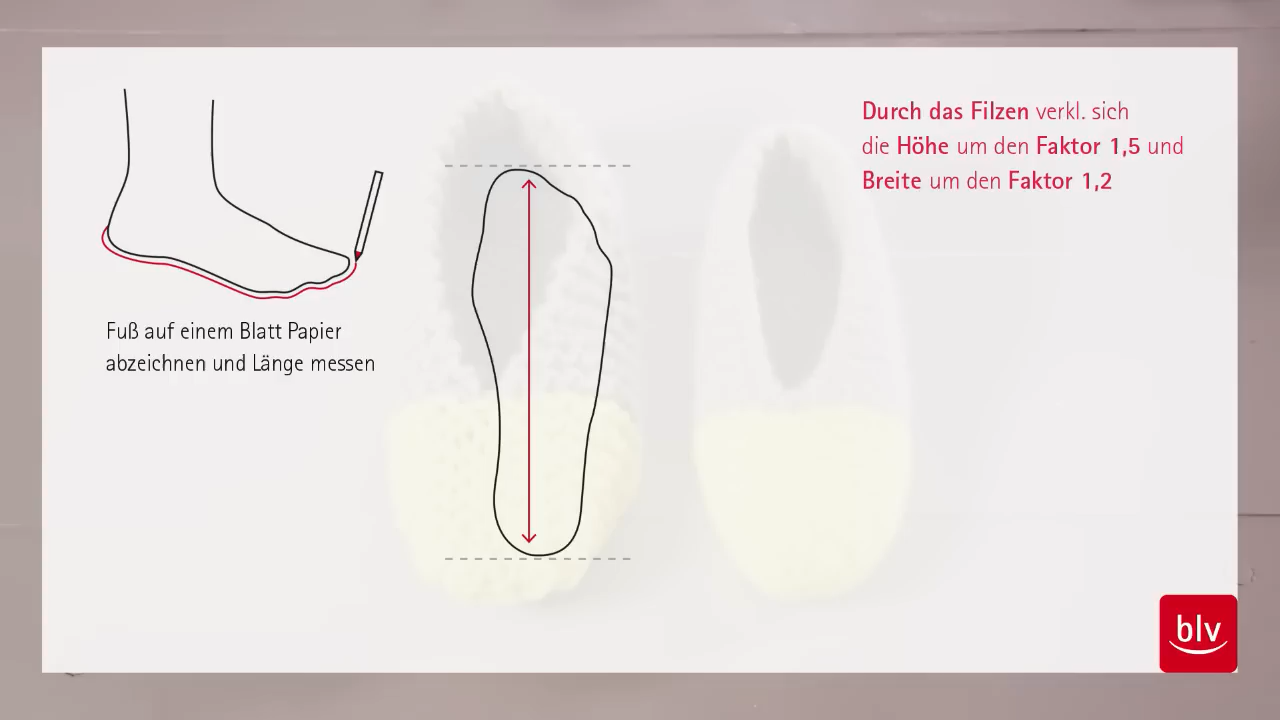 Fuß auf einem Blatt Papier
abzeichnen und Länge messen
Durch das Filzen verkl. sich
die Höhe um den Faktor 1,5 und
Breite um den Faktor 1,2
blv